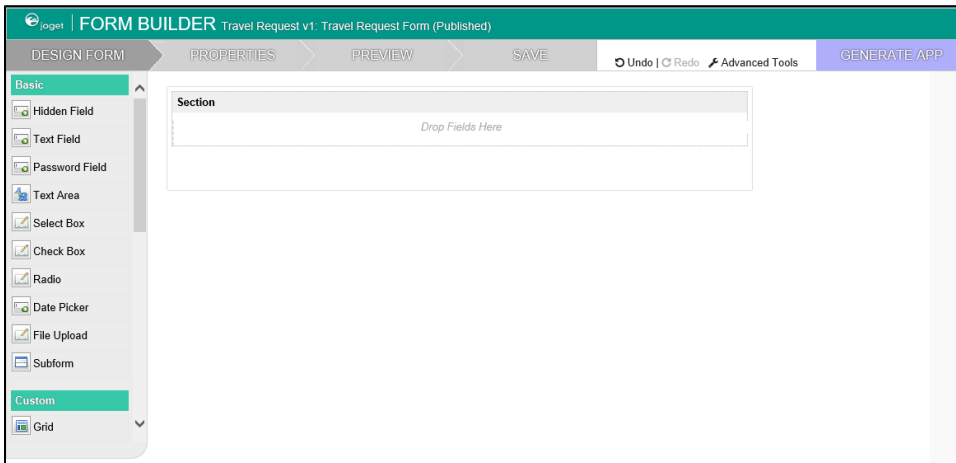 joget | FORM BUILDER Travel Request v1: Travel Request Form (Published)
DESIGN FORM PROPERTIES PREVIEW SAVE Undo | Redo Advanced Tools GENERATE APP
Basic
Hidden Field
Text Field
Password Field
Text Area
Select Box
Check Box
Radio
Date Picker
File Upload
Subform
Custom
Grid
Section
Drop Fields Here